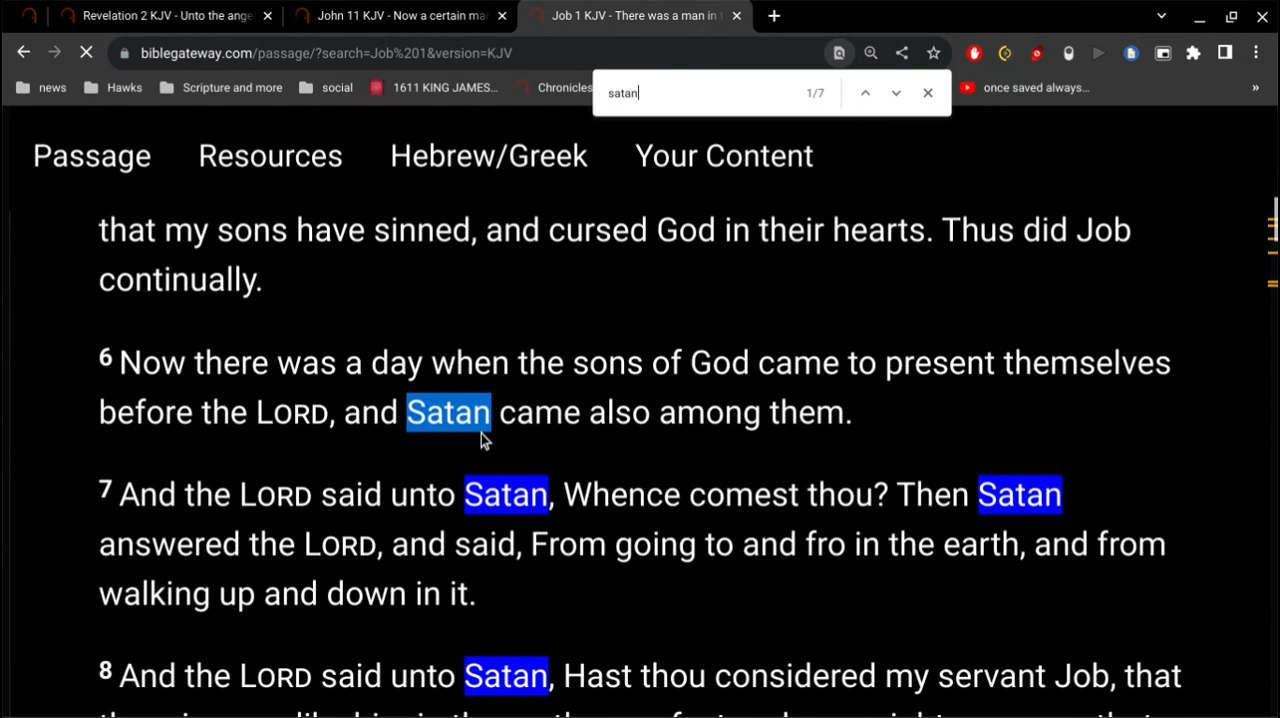 Revelation 2 KJV - Unto the ange
John 11 KJV - Now a certain mar
Job 1 KJV - There was a man in t
biblegateway.com/passage/?search=Job%201&version=KJV
news
Hawks
Scripture and more
social
1611 KING JAMES...
Chronicles
once saved always...
»
satan
1/7
Passage
Resources
Hebrew/Greek
Your Content
that my sons have sinned, and cursed God in their hearts. Thus did Job
continually.
6 Now there was a day when the sons of God came to present themselves
before the LORD, and Satan came also among them.
7 And the LORD said unto Satan, Whence comest thou? Then Satan
answered the LORD, and said, From going to and fro in the earth, and from
walking up and down in it.
8 And the LORD said unto Satan, Hast thou considered my servant Job, that